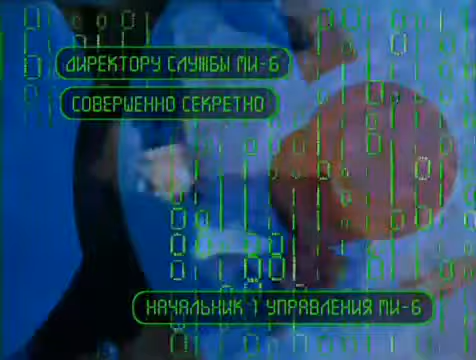 ДИРЕКТОРУ СЛУЖБЫ МИ-6
СОВЕРШЕННО СЕКРЕТНО
НАЧАЛЬНИК 1 УПРАВЛЕНИЯ МИ-6